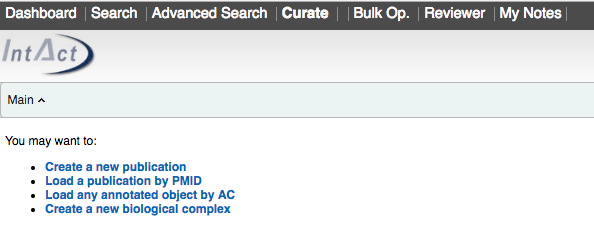 Dashboard | Search | Advanced Search | Curate | | Bulk Op. | Reviewer | My Notes |
IntAct
Main
You may want to:
• Create a new publication
• Load a publication by PMID
• Load any annotated object by AC
• Create a new biological complex